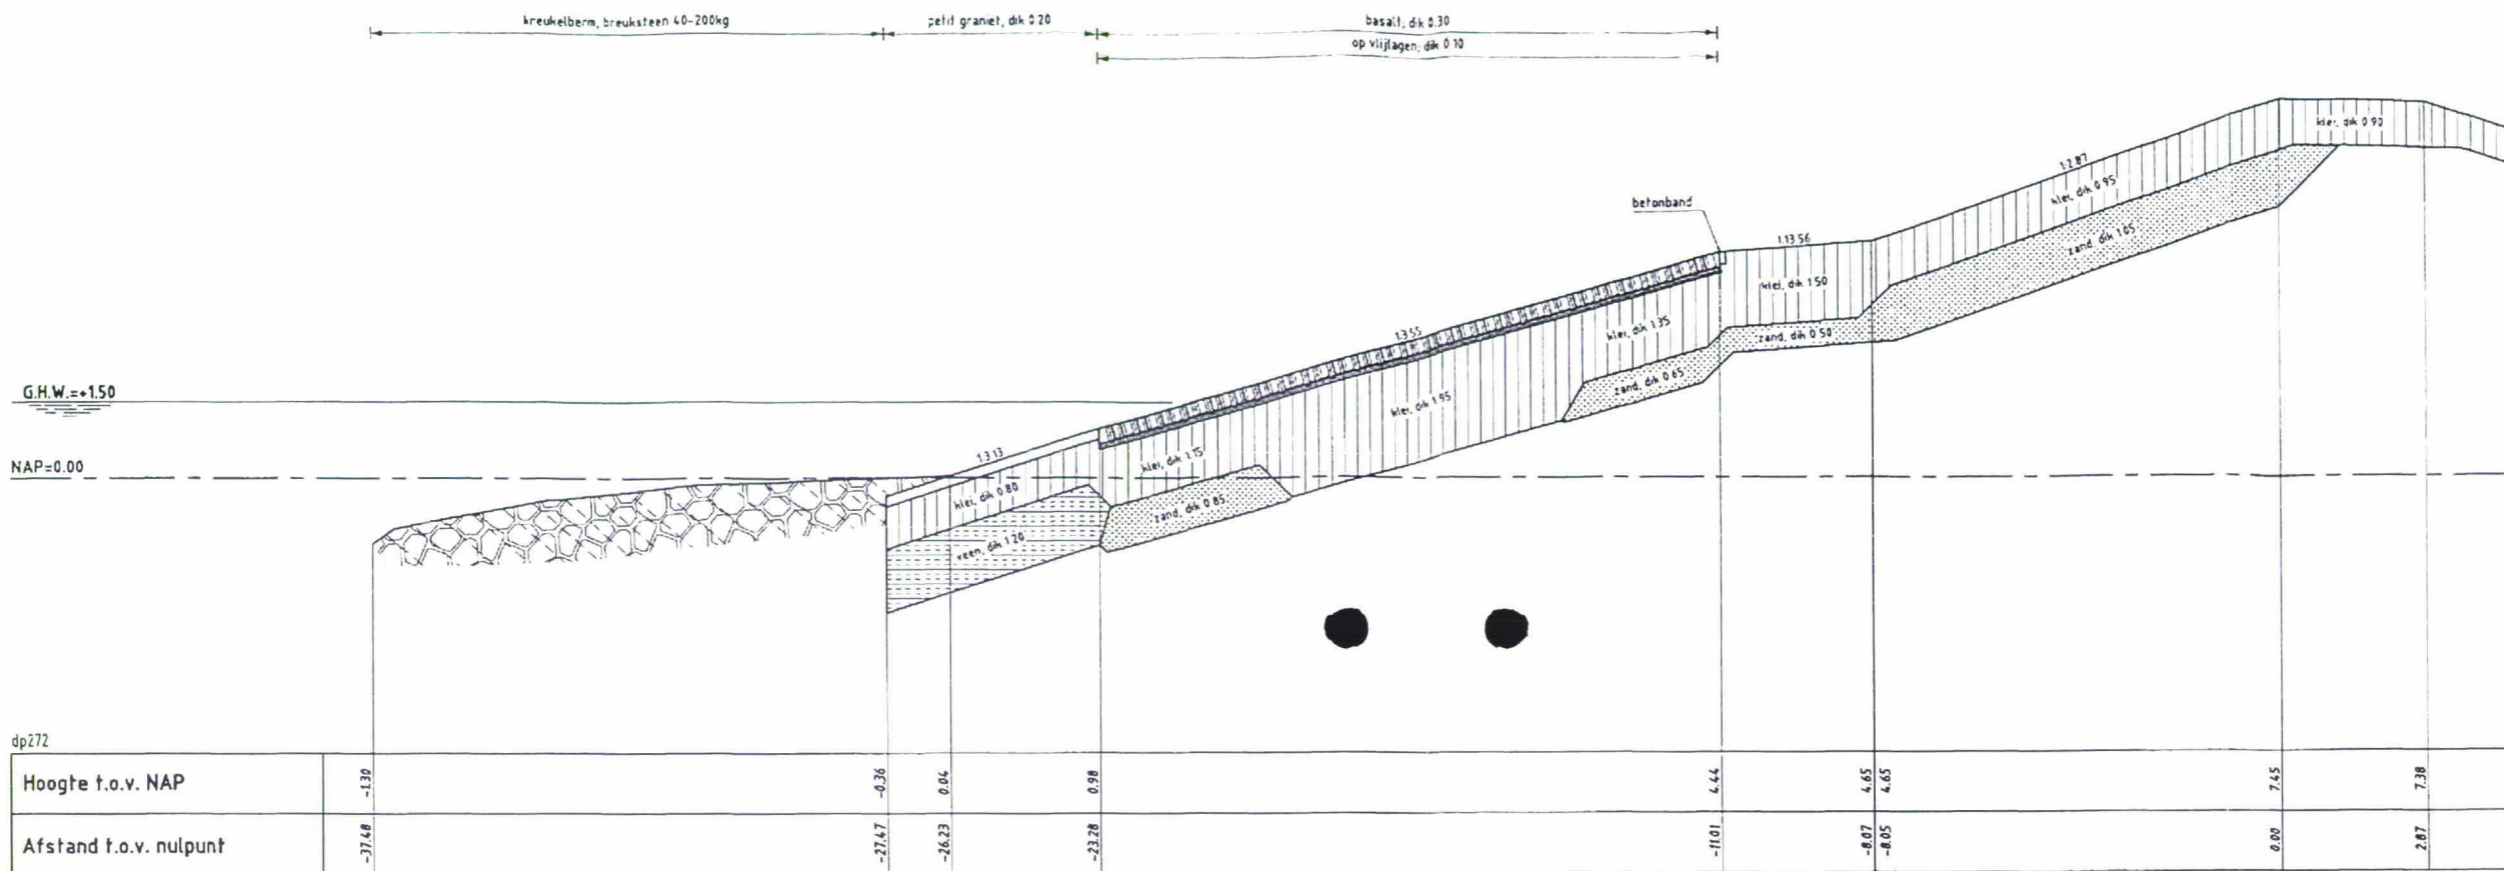 kreukelberm, breuksteen 40-200kg
petit graniet, dik 0.20
basalt; dik 0.30
op vlijlagen; dik 0.10
klei, dik 0.90
1:2.87
klei, dik 0.95
betonband
1:13.56
zand, dik 1.05
klei, dik 1.50
1:3.55
klei, dik 1.35
zand, dik 0.50
zand, dik 0.65
G.H.W.=+1.50
klei, dik 1.95
1:3.13
klei, dik 1.15
NAP=0.00
klei, dik 0.80
zand, dik 0.85
veen, dik 1.20
dp272
Hoogte t.o.v. NAP -1.30 -0.36 0.04 0.98 4.44 4.65 4.65 7.45 7.38
Afstand t.o.v. nulpunt -37.48 -27.47 -26.23 -23.28 -11.01 -8.07 -8.05 0.00 2.87